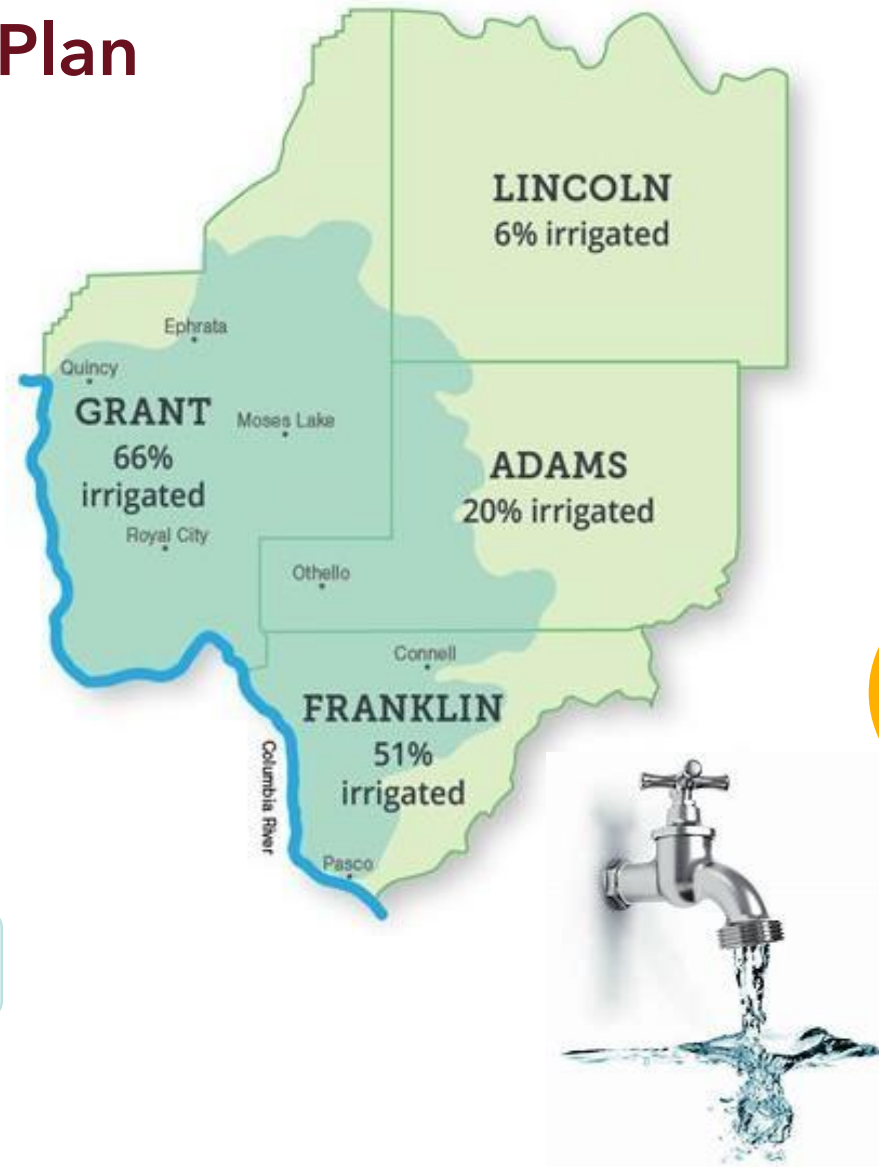 Plan
LINCOLN
6% irrigated
Ephrata
Quincy
GRANT
66%
irrigated
Moses Lake
ADAMS
20% irrigated
Royal City
Othello
Connell
FRANKLIN
51%
irrigated
Columbia River
Pasco